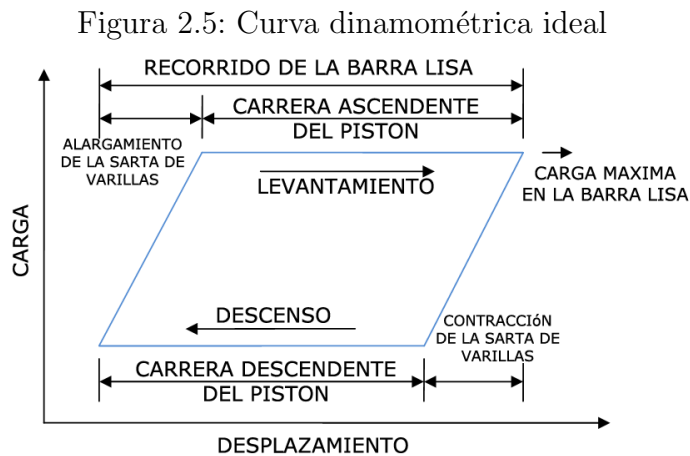 Figura 2.5: Curva dinamométrica ideal
RECORRIDO DE LA BARRA LISA
CARRERA ASCENDENTE
DEL PISTON
ALARGAMIENTO
DE LA SARTA DE
VARILLAS
LEVANTAMIENTO
CARGA MAXIMA
EN LA BARRA LISA
CARGA
DESCENSO
CONTRACCIóN
DE LA SARTA DE
VARILLAS
CARRERA DESCENDENTE
DEL PISTON
DESPLAZAMIENTO